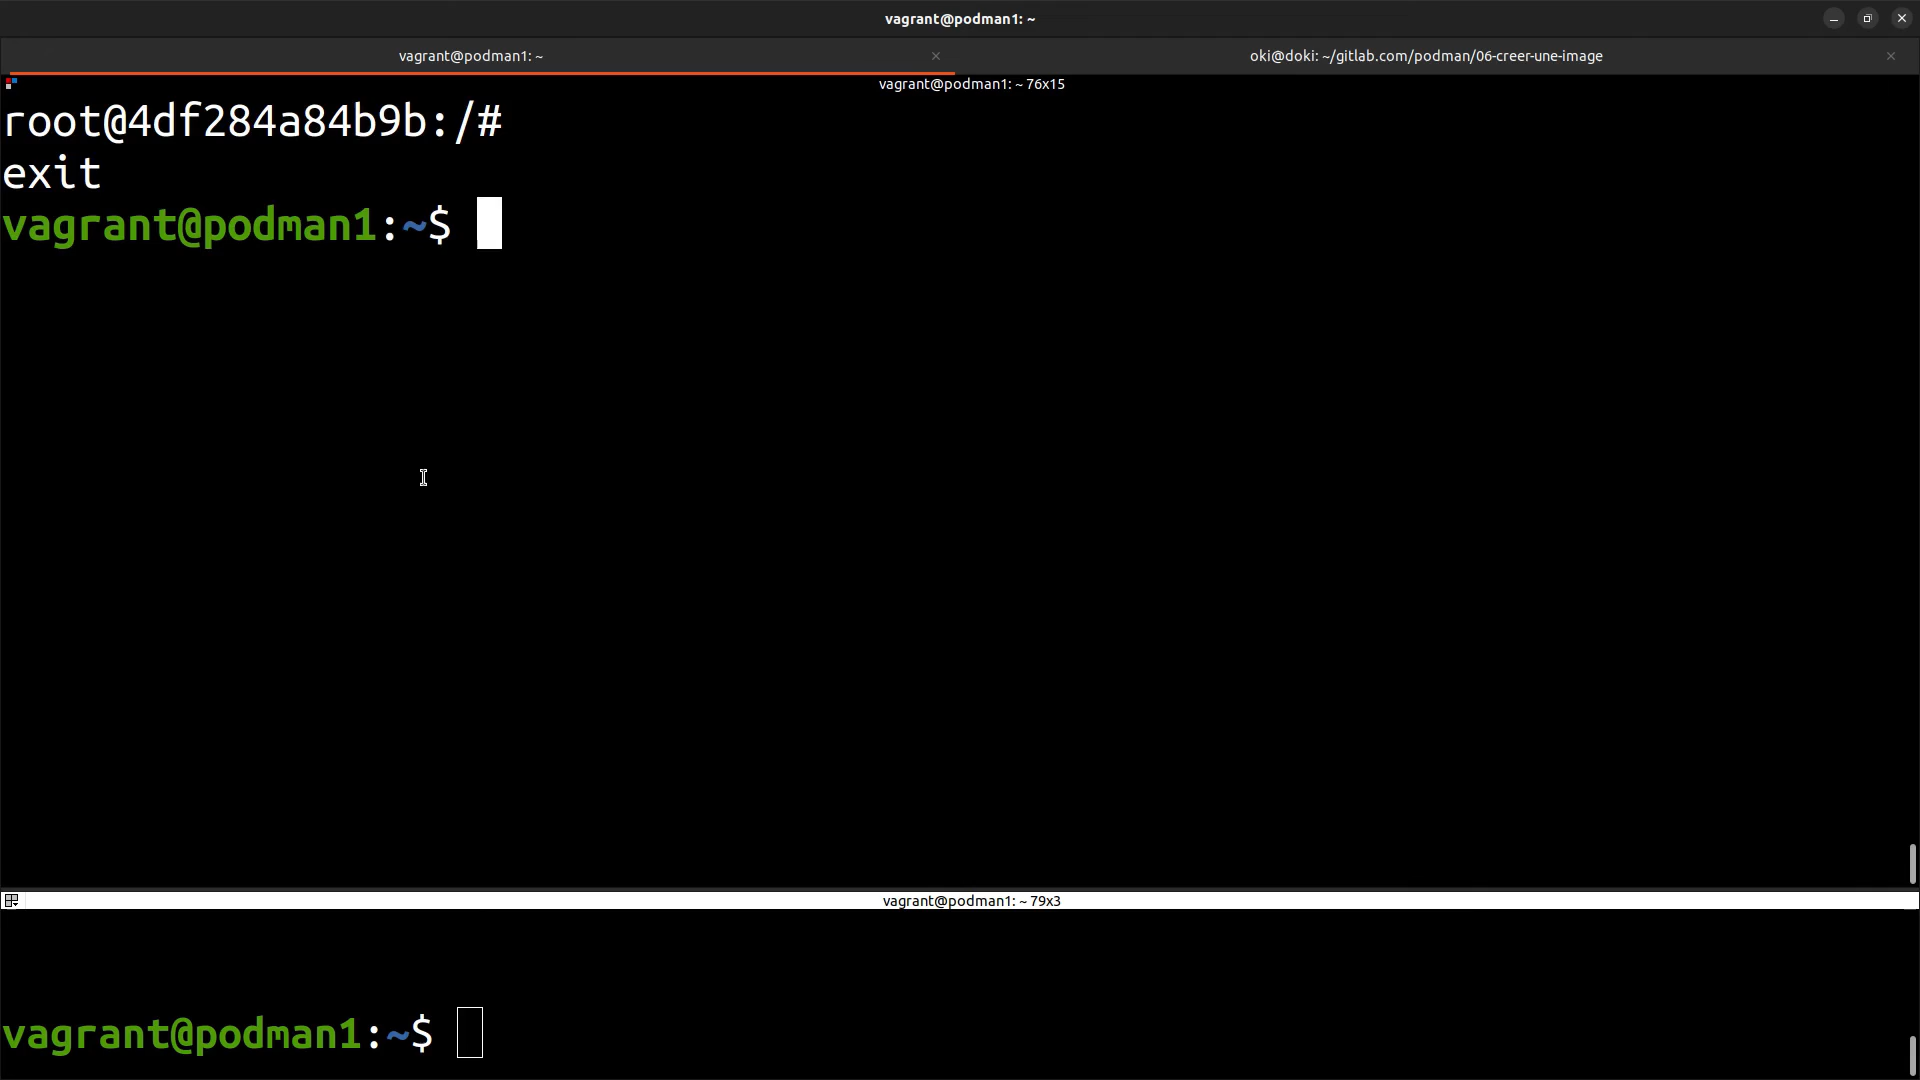 vagrant@podman1: ~
vagrant@podman1: ~
oki@doki: ~/gitlab.com/podman/06-creer-une-image
vagrant@podman1: ~ 76x15
root@4df284a84b9b:/#
exit
vagrant@podman1:~$
vagrant@podman1: ~ 79x3
vagrant@podman1:~$